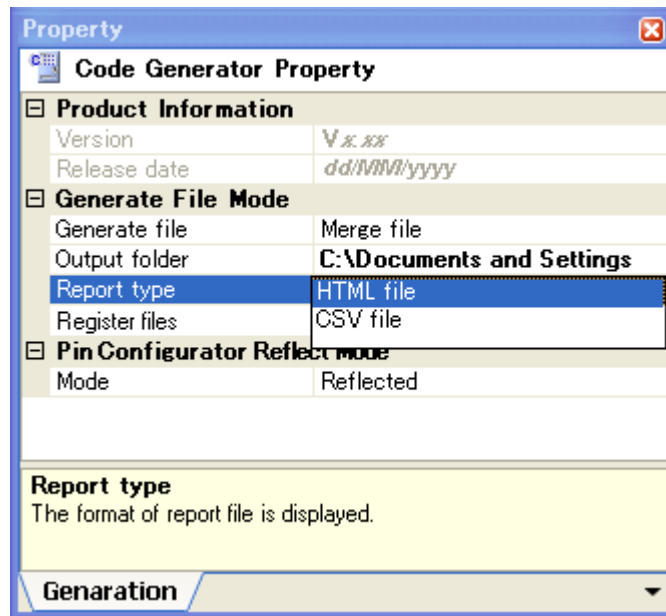 Property
Code Generator Property
Product Information
Version Vx.xx
Release date dd/MMM/yyyy
Generate File Mode
Generate file Merge file
Output folder C:\Documents and Settings
Report type HTML file
Register files CSV file
Pin Configurator Reflect Mode
Mode Reflected
Report type
The format of report file is displayed.
Genaration